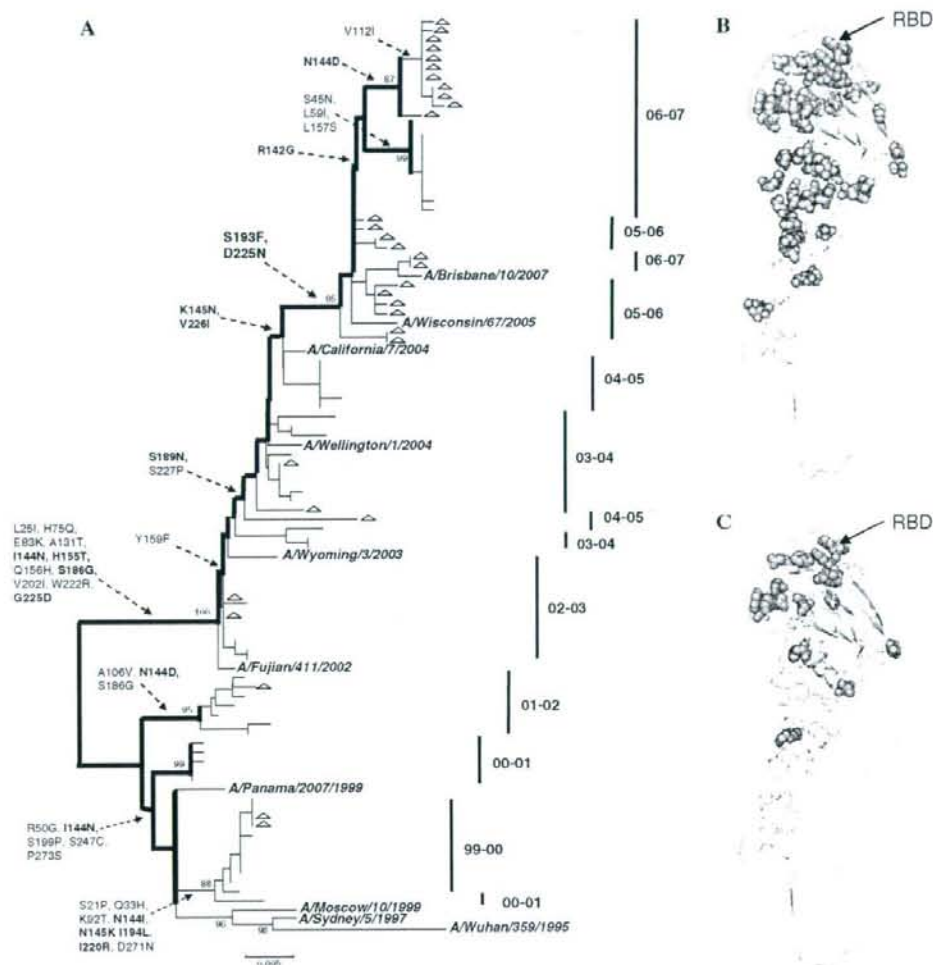 A
B
RBD
V112I
N144D
87
S45N,
L59I,
L157S
99
R142G
06-07
S193F,
D225N
05-06
06-07
A/Brisbane/10/2007
95
K145N,
V226I
05-06
A/Wisconsin/67/2005
A/California/7/2004
04-05
A/Wellington/1/2004
03-04
S189N,
S227P
04-05
C
RBD
L25I, H75Q,
E83K, A131T,
I144N, H155T,
Q156H, S186G,
V202I, W222R,
G225D
Y159F
03-04
A/Wyoming/3/2003
02-03
100
A/Fujian/411/2002
A106V, N144D,
S186G
95
01-02
99
00-01
A/Panama/2007/1999
R50G, I144N,
S199P, S247C,
P273S
99-00
88
00-01
S21P, Q33H,
K92T, N144I,
N145K I194L,
I220R, D271N
A/Moscow/10/1999
A/Sydney/5/1997
96
98
A/Wuhan/359/1995